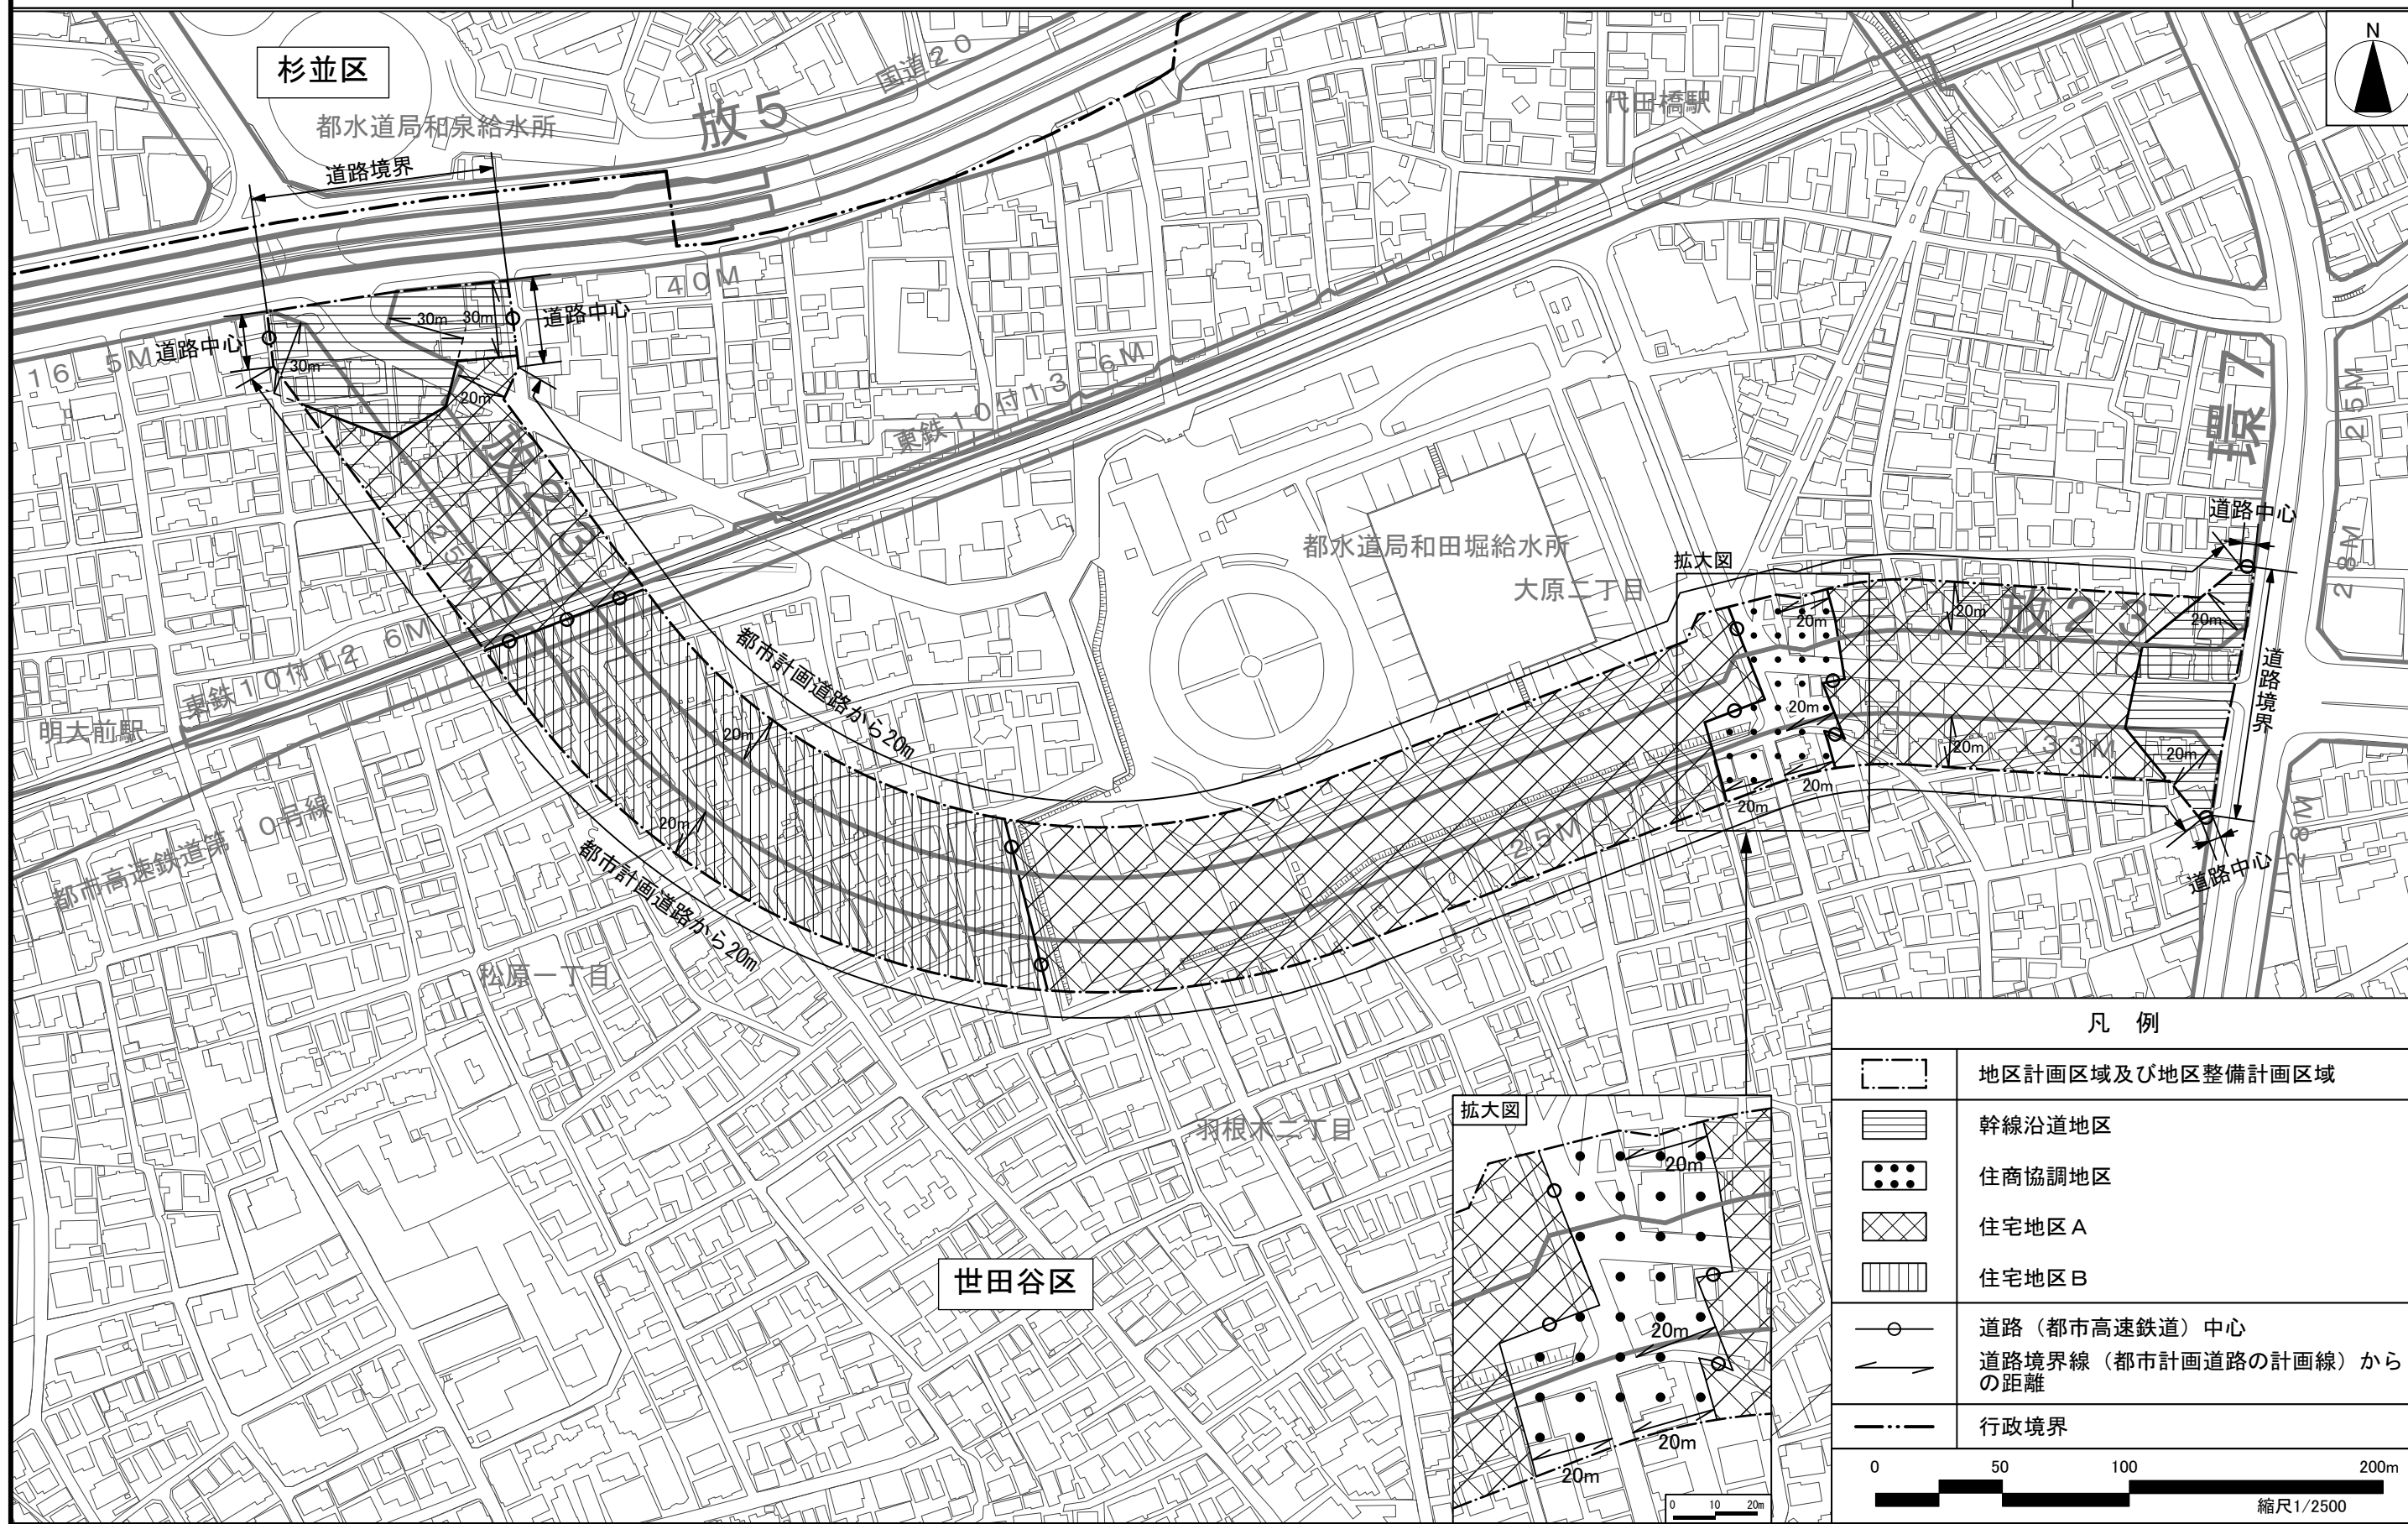 杉並区
都水道局和泉給水所
道路境界
放5
国道20
代田橋駅
N
40M
道路中心
道路中心
16.5M
30m
30m
30m
20m
東鉄10付13 6M
放23
25M
環7
25M
28M
道路中心
都水道局和田堀給水所
大原二丁目
拡大図
20m
20m
放23
20m
道路境界
20m
20m
33M
20m
20m
20m
28M
道路中心
25M
明大前駅
東鉄10付12 6M
都市計画道路から20m
20m
20m
都市計画道路から20m
都市高速鉄道第10号線
松原一丁目
羽根木二丁目
世田谷区
拡大図
20m
20m
20m
20m
0 10 20m
凡 例
地区計画区域及び地区整備計画区域
幹線沿道地区
住商協調地区
住宅地区A
住宅地区B
道路（都市高速鉄道）中心
道路境界線（都市計画道路の計画線）から
の距離
行政境界
0 50 100 200m
縮尺1/2500